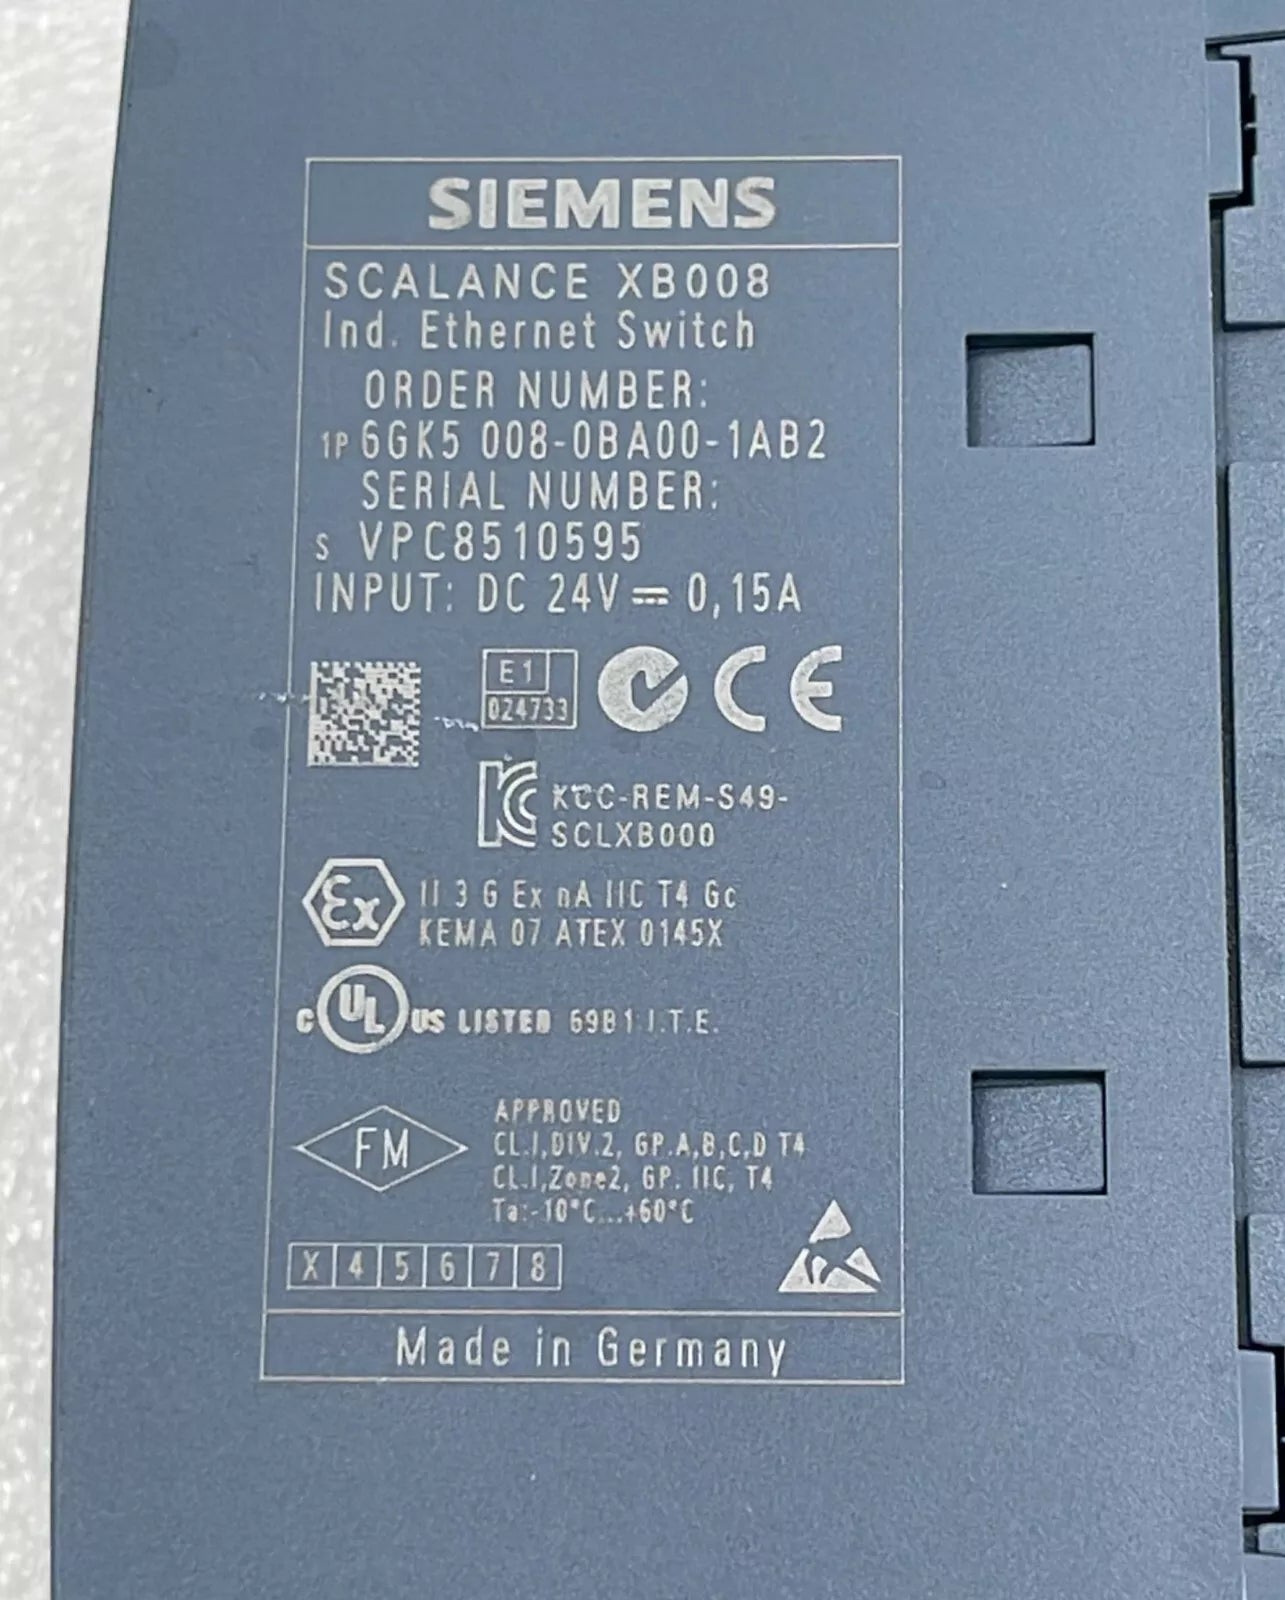 SIEMENS
SCALANCE XB008
Ind. Ethernet Switch
ORDER NUMBER:
1P 6GK5 008-0BA00-1AB2
SERIAL NUMBER:
S VPC8510595
INPUT: DC 24V ⎓ 0,15A
E1
024733
CE
KCC-REM-S49-
SCLXB000
Ex II 3 G Ex nA IIC T4 Gc
KEMA 07 ATEX 0145X
C UL US LISTED 69B1 I.T.E.
FM
APPROVED
CL.I,DIV.2, GP.A,B,C,D T4
CL.I,Zone2, GP. IIC, T4
Ta:-10°C...+60°C
X 4 5 6 7 8
Made in Germany